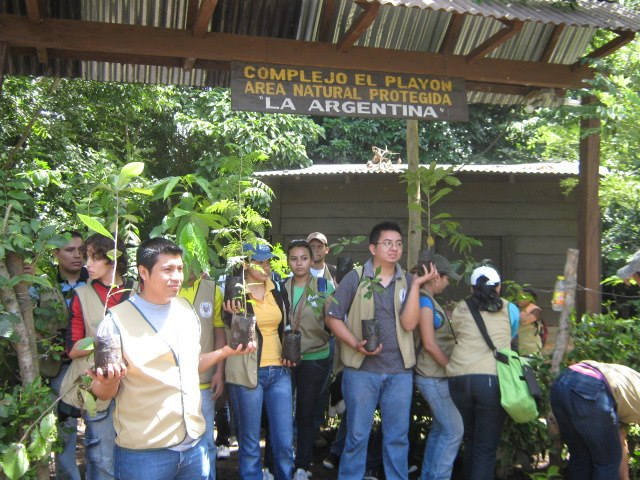 COMPLEJO EL PLAYON
AREA NATURAL PROTEGIDA
"LA ARGENTINA"